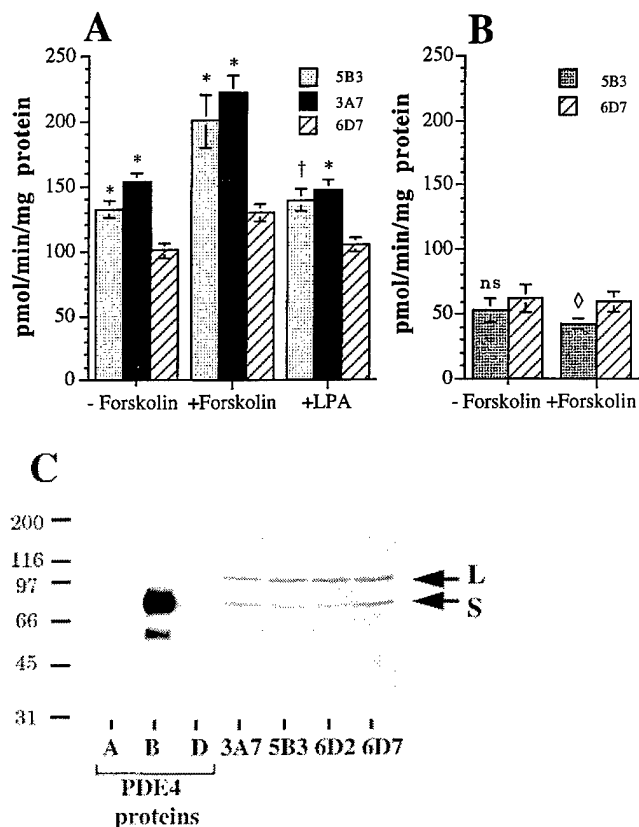 A
250
200
150
100
50
0
pmol/min/mg protein
5B3
3A7
6D7
* * * * † *
- Forskolin +Forskolin +LPA
B
250
200
150
100
50
0
pmol/min/mg protein
5B3
6D7
ns ◊
- Forskolin +Forskolin
C
200
116
97
66
45
31
L
S
A B D 3A7 5B3 6D2 6D7
PDE4
proteins